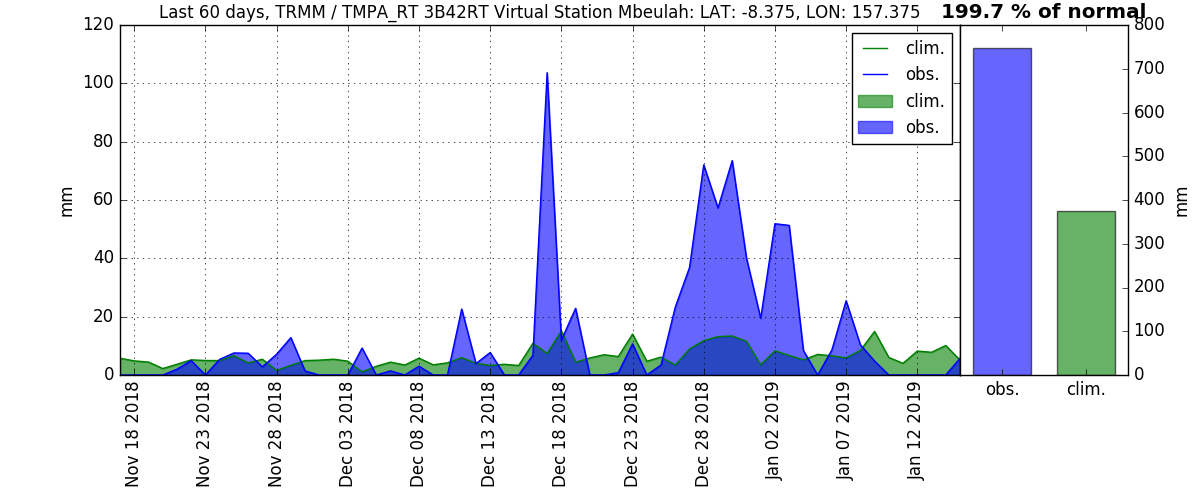 Last 60 days, TRMM / TMPA_RT 3B42RT Virtual Station Mbeulah: LAT: -8.375, LON: 157.375
199.7 % of normal
mm
120
100
80
60
40
20
0
clim.
obs.
clim.
obs.
Nov 18 2018
Nov 23 2018
Nov 28 2018
Dec 03 2018
Dec 08 2018
Dec 13 2018
Dec 18 2018
Dec 23 2018
Dec 28 2018
Jan 02 2019
Jan 07 2019
Jan 12 2019
800
700
600
500
400
300
200
100
0
mm
obs.
clim.